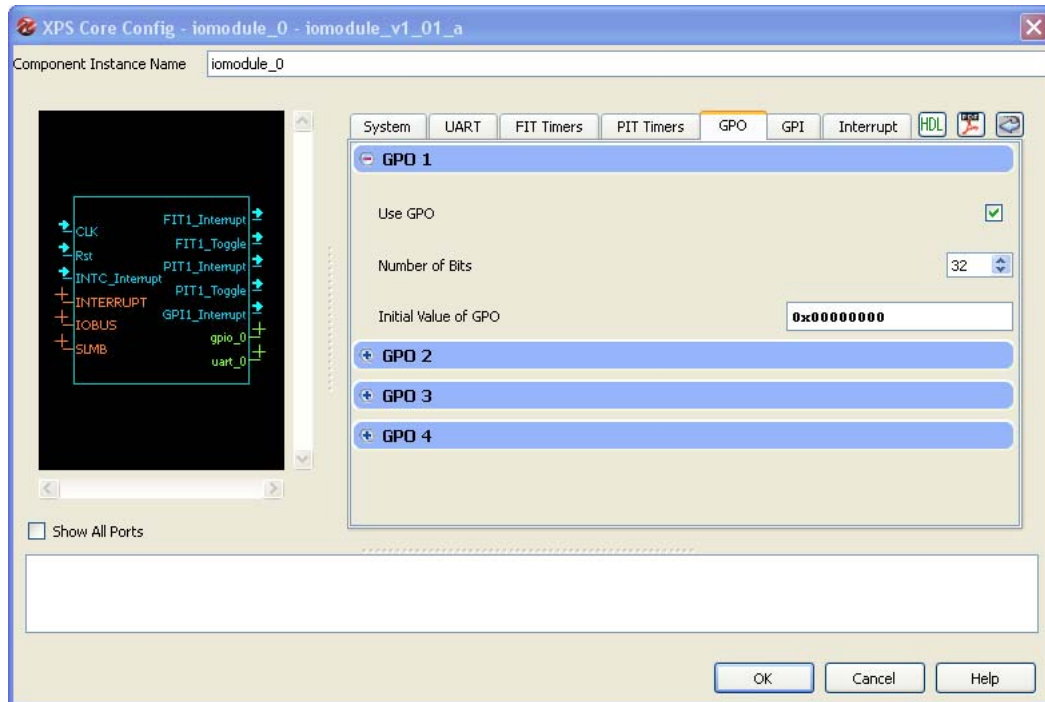 XPS Core Config - iomodule_0 - iomodule_v1_01_a
Component Instance Name iomodule_0
System UART FIT Timers PIT Timers GPO GPI Interrupt HDL
GPO 1
Use GPO
Number of Bits 32
Initial Value of GPO 0x00000000
GPO 2
GPO 3
GPO 4
CLK
Rst
INTC_Interrupt
INTERRUPT
IOBUS
SLMB
FIT1_Interrupt
FIT1_Toggle
PIT1_Interrupt
PIT1_Toggle
GPI1_Interrupt
gpio_0
uart_0
Show All Ports
OK Cancel Help